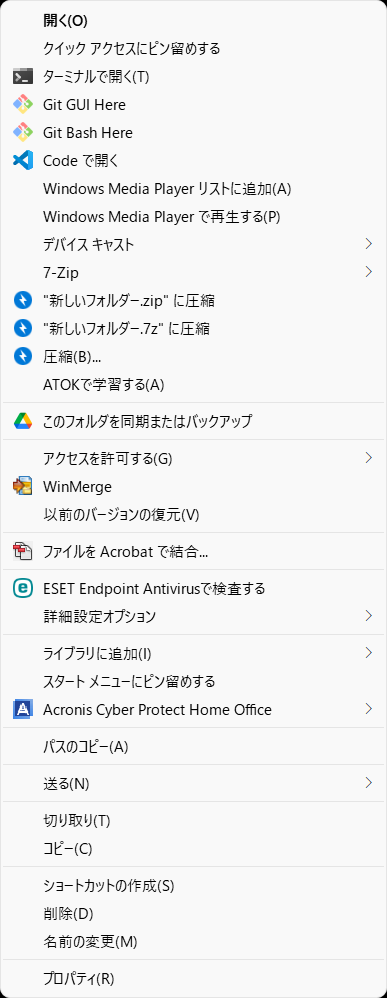 開く(O)
クイック アクセスにピン留めする
ターミナルで開く(T)
Git GUI Here
Git Bash Here
Code で開く
Windows Media Player リストに追加(A)
Windows Media Player で再生する(P)
デバイス キャスト
7-Zip
"新しいフォルダー.zip" に圧縮
"新しいフォルダー.7z" に圧縮
圧縮(B)...
ATOKで学習する(A)
このフォルダを同期またはバックアップ
アクセスを許可する(G)
WinMerge
以前のバージョンの復元(V)
ファイルを Acrobat で結合...
ESET Endpoint Antivirusで検査する
詳細設定オプション
ライブラリに追加(I)
スタート メニューにピン留めする
Acronis Cyber Protect Home Office
パスのコピー(A)
送る(N)
切り取り(T)
コピー(C)
ショートカットの作成(S)
削除(D)
名前の変更(M)
プロパティ(R)